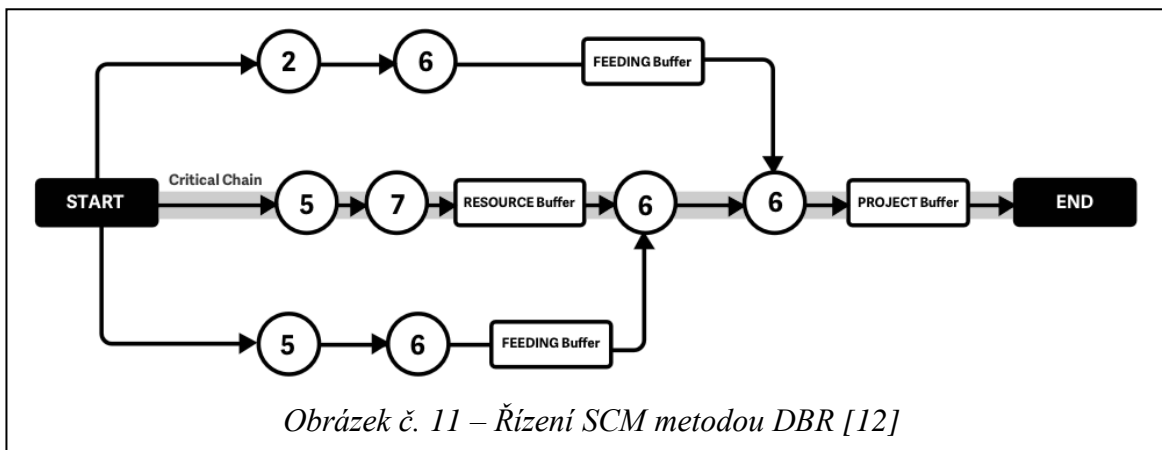 2
6
FEEDING Buffer
START
Critical Chain
5
7
RESOURCE Buffer
6
6
PROJECT Buffer
END
5
6
FEEDING Buffer
Obrázek č. 11 – Řízení SCM metodou DBR [12]